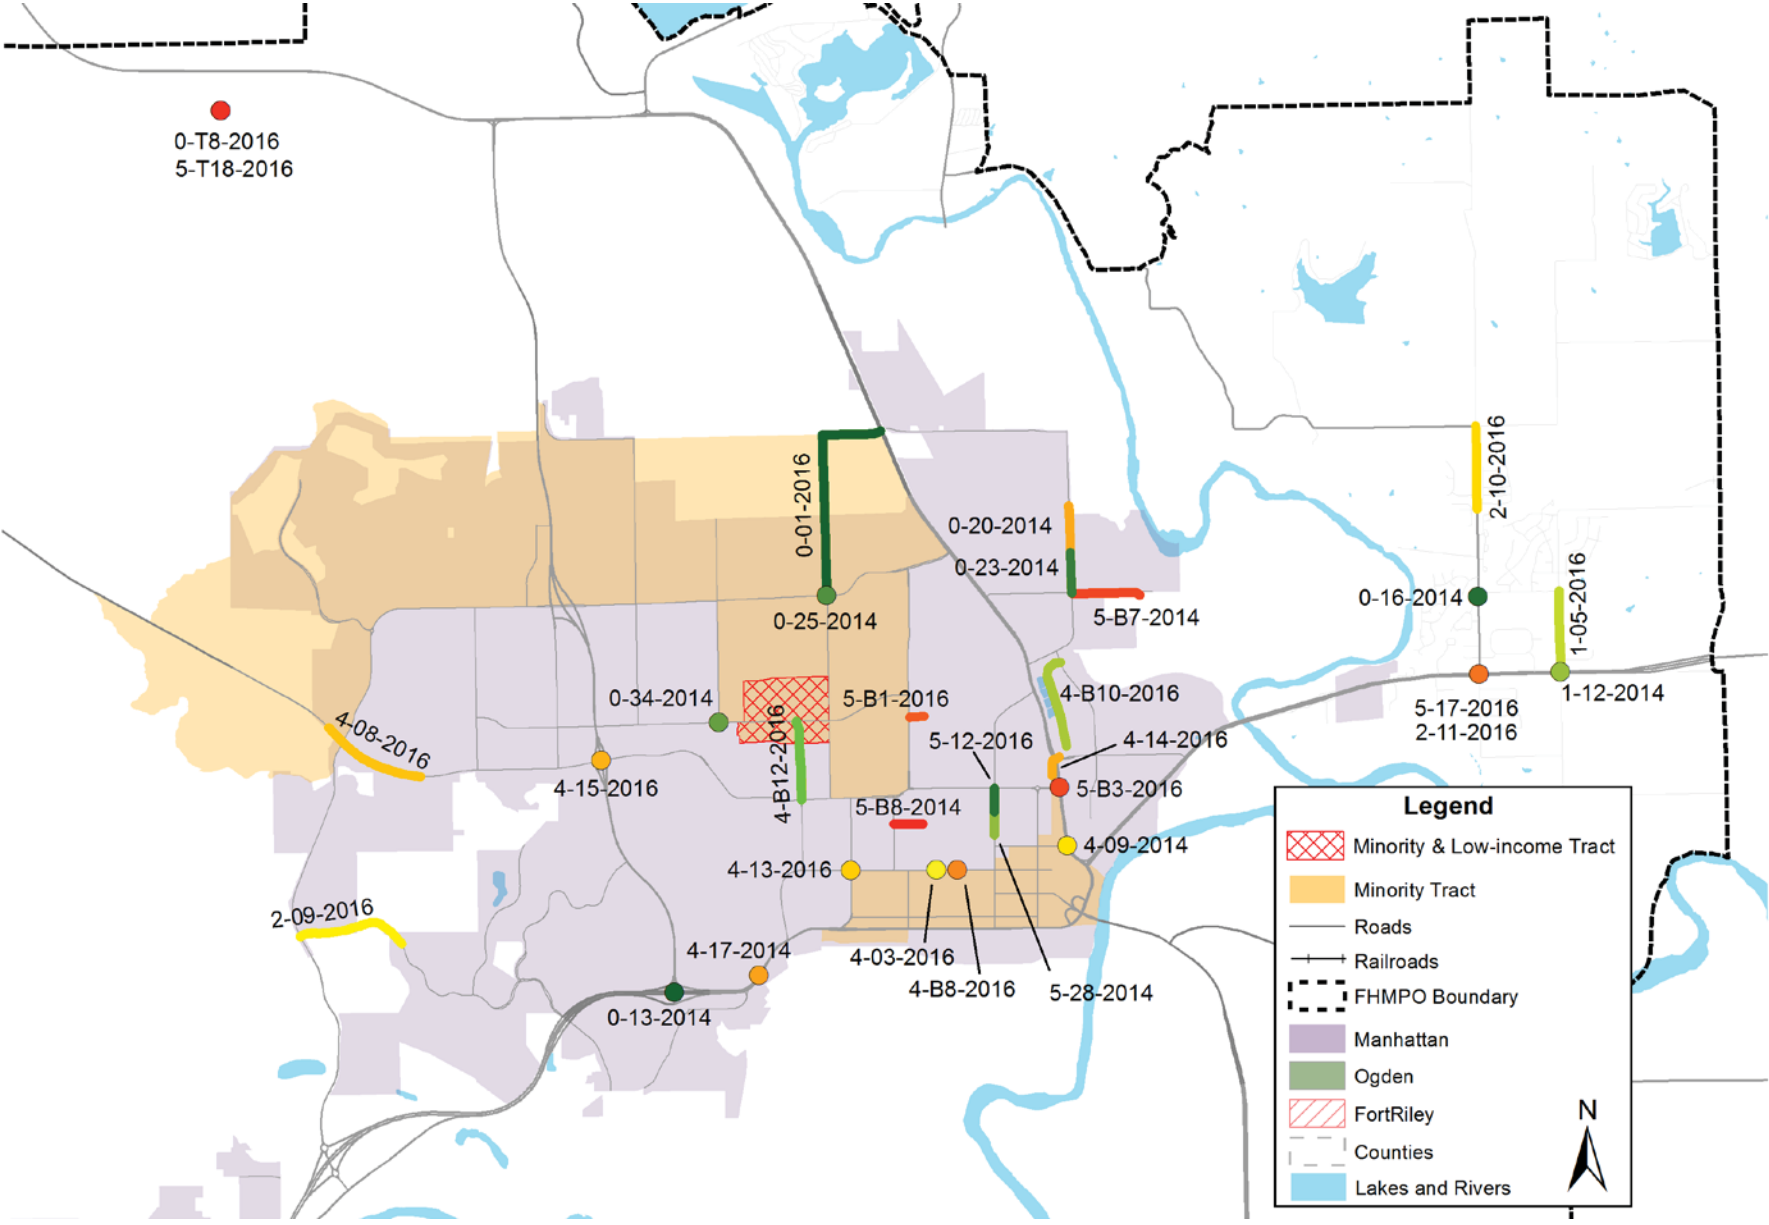 0-T8-2016
5-T18-2016
0-01-2016
2-10-2016
0-20-2014
0-23-2014
5-B7-2014
0-16-2014
1-05-2016
0-25-2014
0-34-2014
5-B1-2016
4-B10-2016
1-12-2014
5-17-2016
2-11-2016
4-08-2016
5-12-2016
4-14-2016
4-B12-2016
4-15-2016
5-B3-2016
5-B8-2014
4-09-2014
4-13-2016
2-09-2016
4-17-2014
4-03-2016
4-B8-2016
5-28-2014
0-13-2014
Legend
Minority & Low-income Tract
Minority Tract
Roads
Railroads
FHMPO Boundary
Manhattan
Ogden
FortRiley
Counties
Lakes and Rivers
N